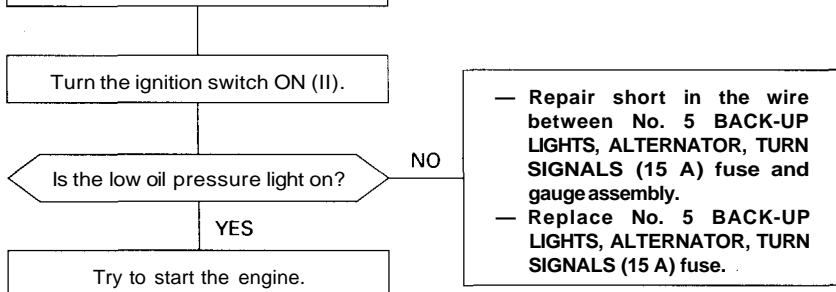 Turn the ignition switch ON (II).
Is the low oil pressure light on?
NO
YES
Try to start the engine.
— Repair short in the wire
between No. 5 BACK-UP
LIGHTS, ALTERNATOR, TURN
SIGNALS (15 A) fuse and
gauge assembly.
— Replace No. 5 BACK-UP
LIGHTS, ALTERNATOR, TURN
SIGNALS (15 A) fuse.